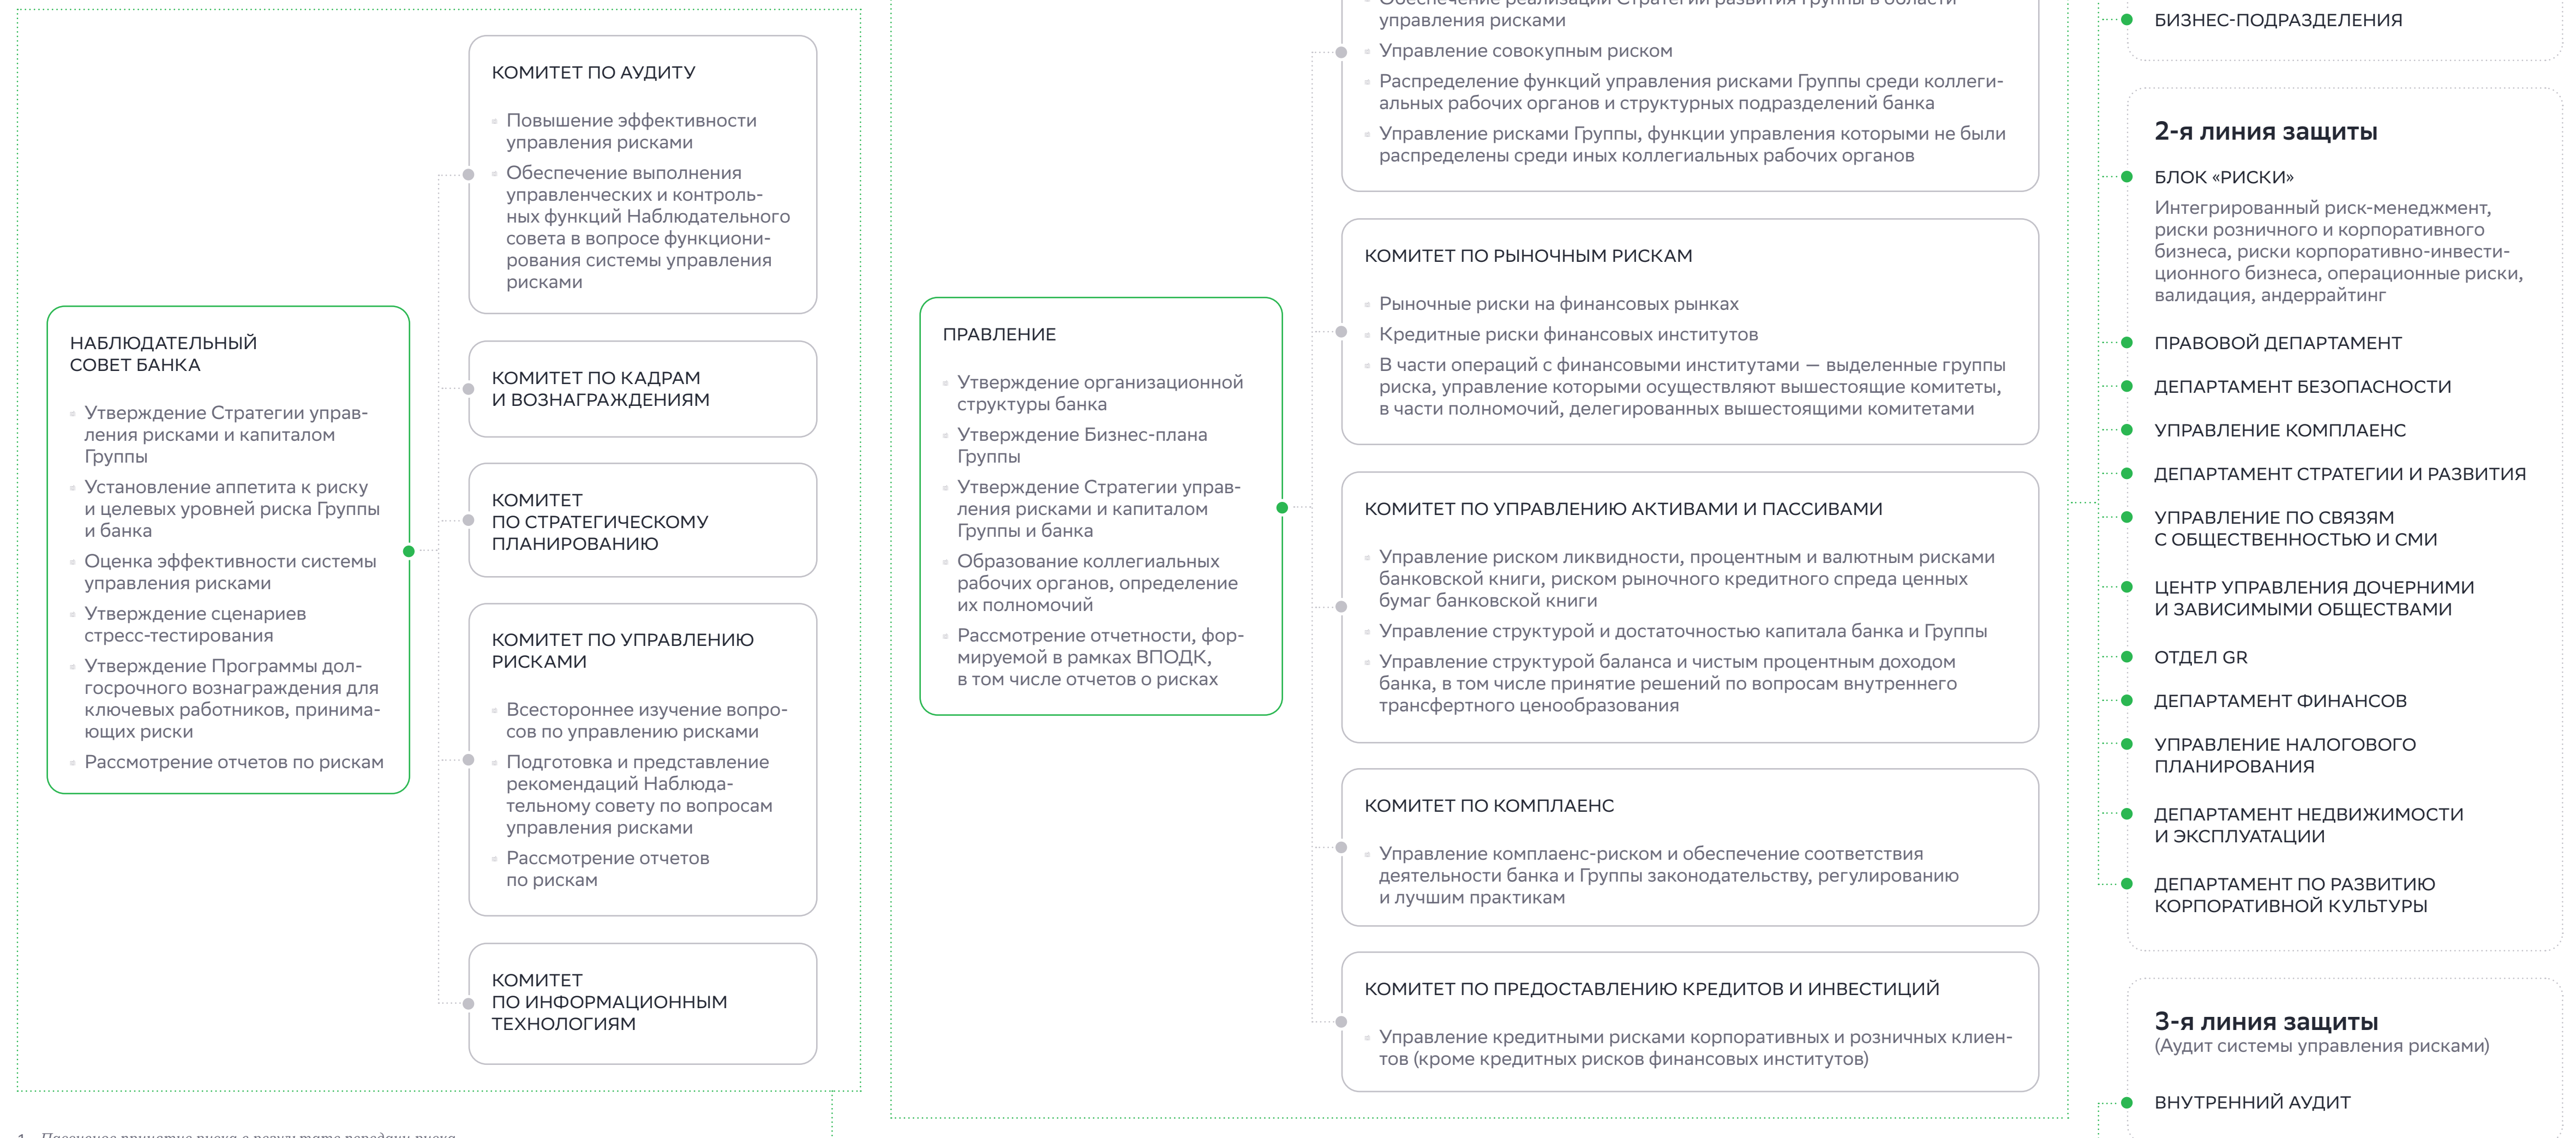 НАБЛЮДАТЕЛЬНЫЙ
СОВЕТ БАНКА
Утверждение Стратегии управ-
ления рисками и капиталом
Группы
Установление аппетита к риску
и целевых уровней риска Группы
и банка
Оценка эффективности системы
управления рисками
Утверждение сценариев
стресс-тестирования
Утверждение Программы дол-
госрочного вознаграждения для
ключевых работников, принима-
ющих риски
Рассмотрение отчетов по рискам
КОМИТЕТ ПО АУДИТУ
Повышение эффективности
управления рисками
Обеспечение выполнения
управленческих и контроль-
ных функций Наблюдательного
совета в вопросе функциони-
рования системы управления
рисками
КОМИТЕТ ПО КАДРАМ
И ВОЗНАГРАЖДЕНИЯМ
КОМИТЕТ
ПО СТРАТЕГИЧЕСКОМУ
ПЛАНИРОВАНИЮ
КОМИТЕТ ПО УПРАВЛЕНИЮ
РИСКАМИ
Всестороннее изучение вопро-
сов по управлению рисками
Подготовка и представление
рекомендаций Наблюда-
тельному совету по вопросам
управления рисками
Рассмотрение отчетов
по рискам
КОМИТЕТ
ПО ИНФОРМАЦИОННЫМ
ТЕХНОЛОГИЯМ
ПРАВЛЕНИЕ
Утверждение организационной
структуры банка
Утверждение Бизнес-плана
Группы
Утверждение Стратегии управ-
ления рисками и капиталом
Группы и банка
Образование коллегиальных
рабочих органов, определение
их полномочий
Рассмотрение отчетности, фор-
мируемой в рамках ВПОДК,
в том числе отчетов о рисках
Обеспечение реализации Стратегии развития Группы в области
управления рисками
Управление совокупным риском
Распределение функций управления рисками Группы среди коллеги-
альных рабочих органов и структурных подразделений банка
Управление рисками Группы, функции управления которыми не были
распределены среди иных коллегиальных рабочих органов
КОМИТЕТ ПО РЫНОЧНЫМ РИСКАМ
Рыночные риски на финансовых рынках
Кредитные риски финансовых институтов
В части операций с финансовыми институтами — выделенные группы
риска, управление которыми осуществляют вышестоящие комитеты,
в части полномочий, делегированных вышестоящими комитетами
КОМИТЕТ ПО УПРАВЛЕНИЮ АКТИВАМИ И ПАССИВАМИ
Управление риском ликвидности, процентным и валютным рисками
банковской книги, риском рыночного кредитного спреда ценных
бумаг банковской книги
Управление структурой и достаточностью капитала банка и Группы
Управление структурой баланса и чистым процентным доходом
банка, в том числе принятие решений по вопросам внутреннего
трансфертного ценообразования
КОМИТЕТ ПО КОМПЛАЕНС
Управление комплаенс-риском и обеспечение соответствия
деятельности банка и Группы законодательству, регулированию
и лучшим практикам
КОМИТЕТ ПО ПРЕДОСТАВЛЕНИЮ КРЕДИТОВ И ИНВЕСТИЦИЙ
Управление кредитными рисками корпоративных и розничных клиен-
тов (кроме кредитных рисков финансовых институтов)
БИЗНЕС-ПОДРАЗДЕЛЕНИЯ
2-я линия защиты
БЛОК «РИСКИ»
Интегрированный риск-менеджмент,
риски розничного и корпоративного
бизнеса, риски корпоративно-инвести-
ционного бизнеса, операционные риски,
валидация, андеррайтинг
ПРАВОВОЙ ДЕПАРТАМЕНТ
ДЕПАРТАМЕНТ БЕЗОПАСНОСТИ
УПРАВЛЕНИЕ КОМПЛАЕНС
ДЕПАРТАМЕНТ СТРАТЕГИИ И РАЗВИТИЯ
УПРАВЛЕНИЕ ПО СВЯЗЯМ
С ОБЩЕСТВЕННОСТЬЮ И СМИ
ЦЕНТР УПРАВЛЕНИЯ ДОЧЕРНИМИ
И ЗАВИСИМЫМИ ОБЩЕСТВАМИ
ОТДЕЛ GR
ДЕПАРТАМЕНТ ФИНАНСОВ
УПРАВЛЕНИЕ НАЛОГОВОГО
ПЛАНИРОВАНИЯ
ДЕПАРТАМЕНТ НЕДВИЖИМОСТИ
И ЭКСПЛУАТАЦИИ
ДЕПАРТАМЕНТ ПО РАЗВИТИЮ
КОРПОРАТИВНОЙ КУЛЬТУРЫ
3-я линия защиты
(Аудит системы управления рисками)
ВНУТРЕННИЙ АУДИТ